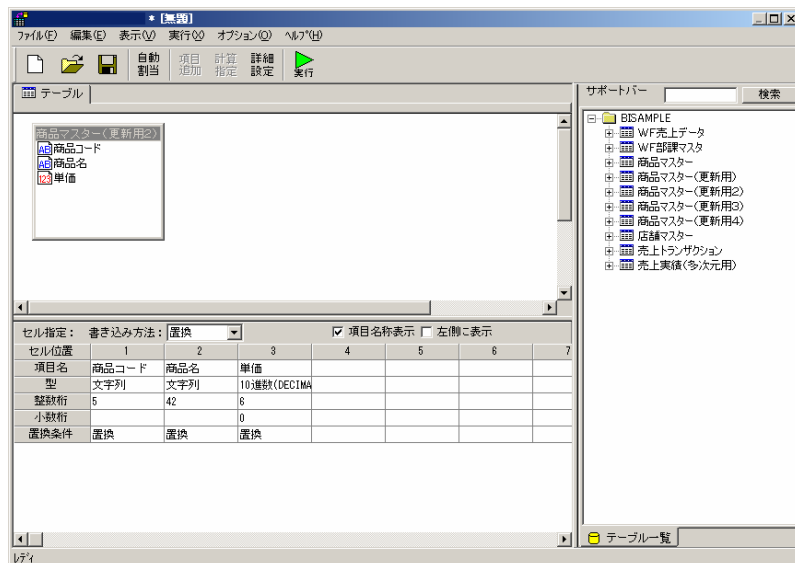 * [無題]
ファイル(F) 編集(E) 表示(V) 実行(X) オプション(O) ヘルプ(H)
自動割当 項目追加 計算指定 詳細設定 実行
テーブル
商品マスター(更新用2)
商品コード
商品名
単価
セル指定: 書き込み方法: 置換 項目名称表示 左側に表示
セル位置 1 2 3 4 5 6 7
項目名 商品コード 商品名 単価
型 文字列 文字列 10進数(DECIMA
整数桁 5 42 6
小数桁 0
置換条件 置換 置換 置換
サポートバー 検索
BISAMPLE
WF売上データ
WF部課マスタ
商品マスター
商品マスター(更新用)
商品マスター(更新用2)
商品マスター(更新用3)
商品マスター(更新用4)
店舗マスター
売上トランザクション
売上実績(多次元用)
テーブル一覧
レディ